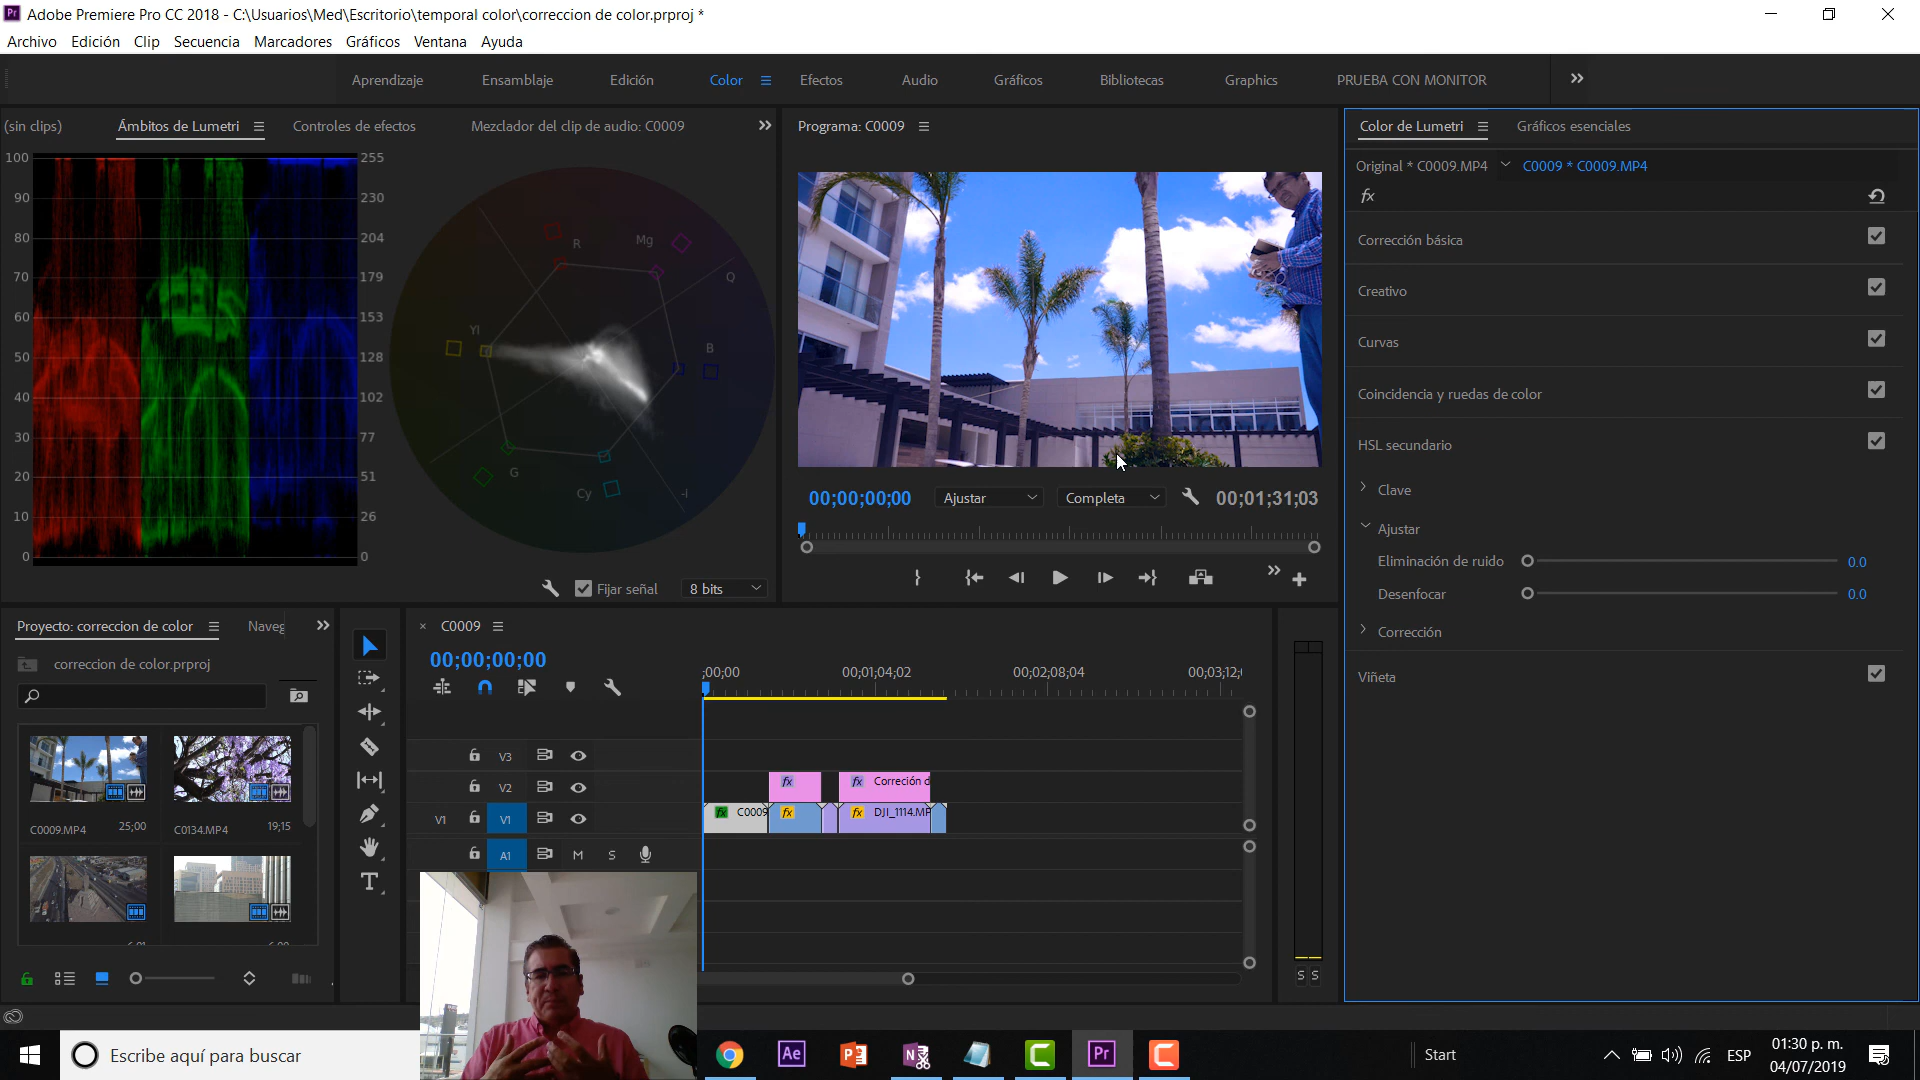 Adobe Premiere Pro CC 2018 - C:\Usuarios\Med\Escritorio\temporal color\correccion de color.prproj *
Archivo Edición Clip Secuencia Marcadores Gráficos Ventana Ayuda
Aprendizaje Ensamblaje Edición Color Efectos Audio Gráficos Bibliotecas Graphics PRUEBA CON MONITOR
(sin clips) Ámbitos de Lumetri Controles de efectos Mezclador del clip de audio: C0009
100 255
90 230
80 204
70 179
60 153
50 128
40 102
30 77
20 51
10 26
0 0
R Mg Q
Yl B
G Cy -I
Fijar señal 8 bits
Programa: C0009
00;00;00;00 Ajustar Completa 00;01;31;03
Color de Lumetri Gráficos esenciales
Original * C0009.MP4 C0009 * C0009.MP4
fx
Corrección básica
Creativo
Curvas
Coincidencia y ruedas de color
HSL secundario
Clave
Ajustar
Eliminación de ruido 0.0
Desenfocar 0.0
Corrección
Viñeta
Proyecto: correccion de color
correccion de color.prproj
C0009.MP4 25;00
C0134.MP4 19;15
T
C0009
00;00;00;00
;00;00 00;01;04;02 00;02;08;04 00;03;12;
V3
V2 fx fx Correción d
V1 V1 fx C0009 fx fx DJI_1114.MP
A1 M S
S S
Escribe aquí para buscar
Ae Pr
Start
ESP
01:30 p. m.
04/07/2019